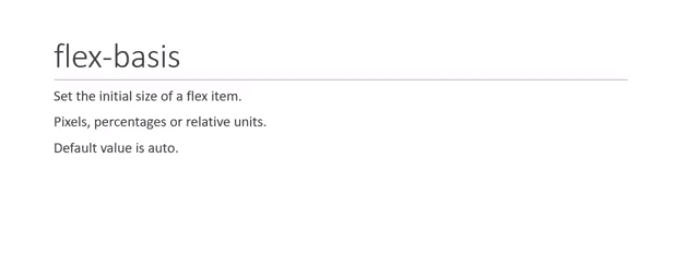 flex-basis
Set the initial size of a flex item.
Pixels, percentages or relative units.
Default value is auto.